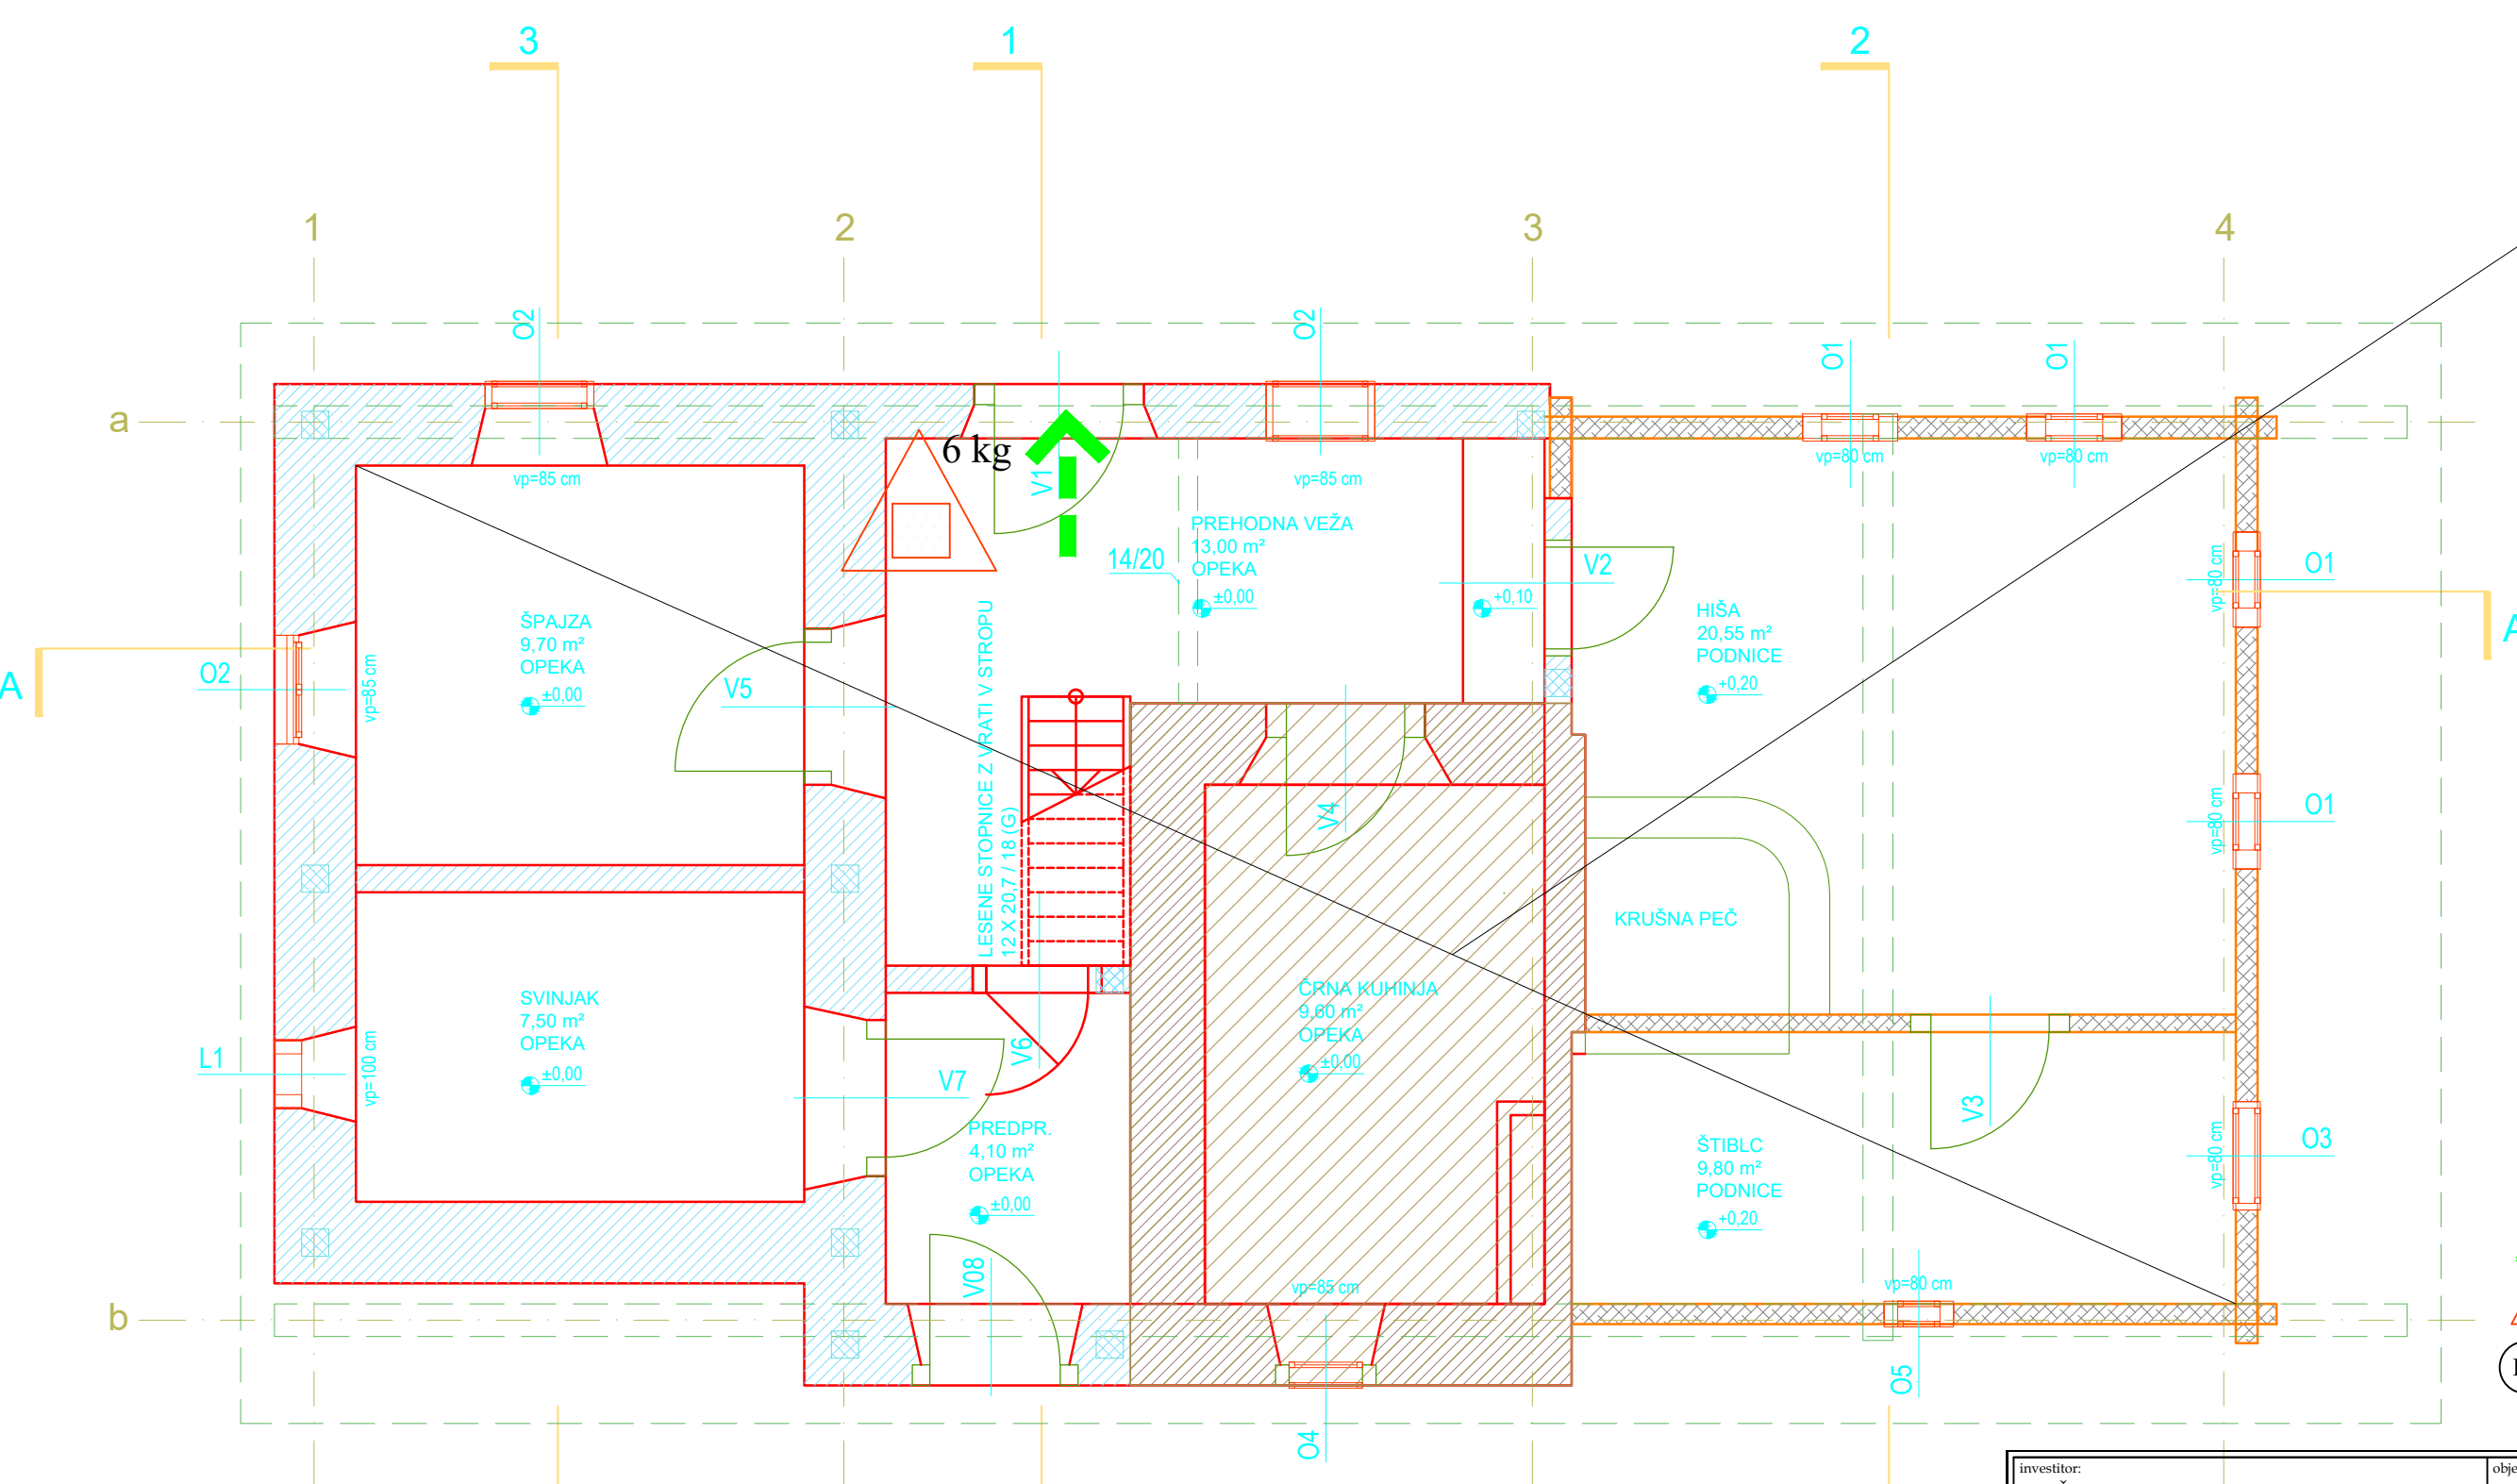 3
1
2
1
2
3
4
O2
O2
O1
O1
a
6 kg
V1
vp=85 cm
vp=85 cm
vp=80 cm
vp=80 cm
PREHODNA VEŽA
13,00 m²
OPEKA
±0,00
14/20
+0,10
V2
O1
vp=80 cm
ŠPAJZA
9,70 m²
OPEKA
±0,00
HIŠA
20,55 m²
PODNICE
+0,20
A
A
O2
vp=85 cm
V5
LESENE STOPNICE Z VRATI V STROPU
12 X 20,7 / 18 (G)
V4
O1
vp=80 cm
KRUŠNA PEČ
SVINJAK
7,50 m²
OPEKA
±0,00
ČRNA KUHINJA
9,60 m²
OPEKA
±0,00
L1
vp=100 cm
V6
V7
V3
PREDPR.
4,10 m²
OPEKA
±0,00
ŠTIBLC
9,80 m²
PODNICE
+0,20
O3
vp=80 cm
V08
vp=85 cm
vp=80 cm
b
O5
O4
investitor:
obje